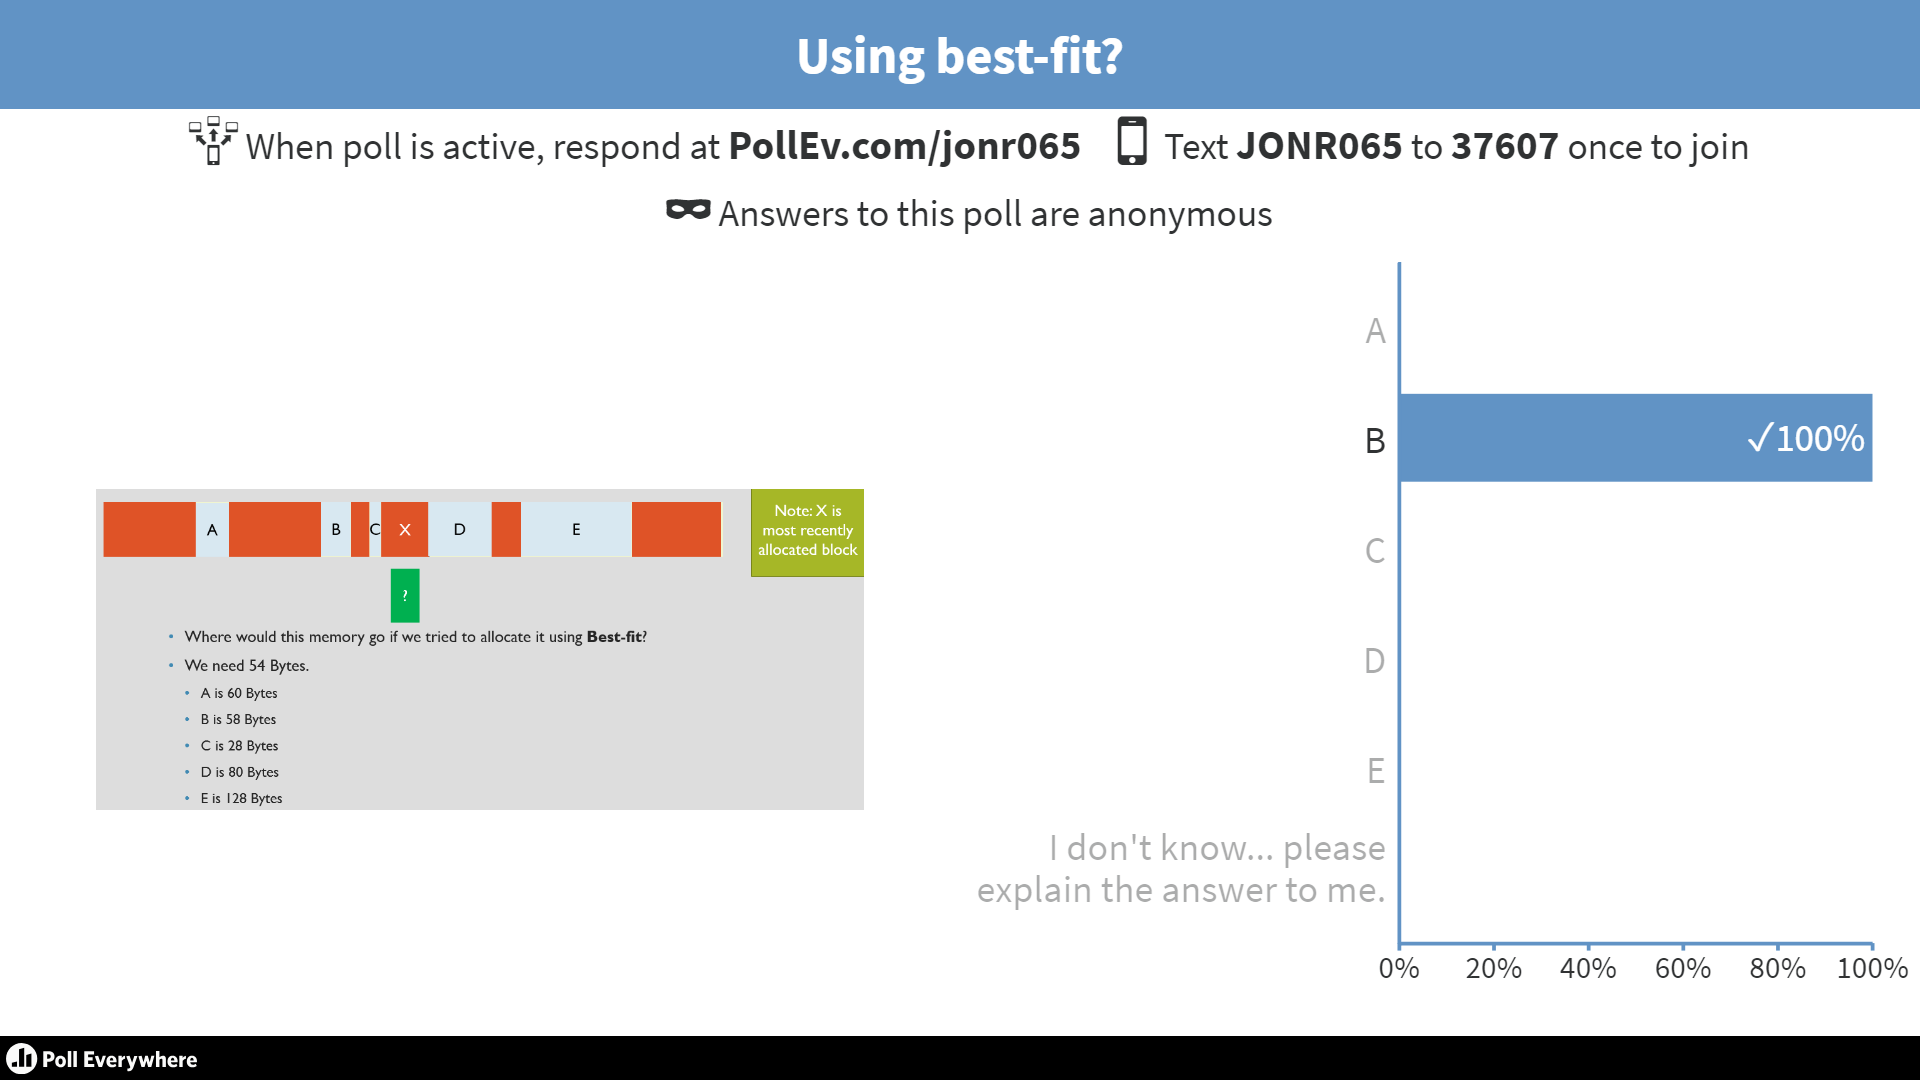 Using best-fit?
When poll is active, respond at PollEv.com/jonr065 Text JONR065 to 37607 once to join
Answers to this poll are anonymous
A B C X D E
Note: X is
most recently
allocated block
?
• Where would this memory go if we tried to allocate it using Best-fit?
• We need 54 Bytes.
• A is 60 Bytes
• B is 58 Bytes
• C is 28 Bytes
• D is 80 Bytes
• E is 128 Bytes
A
B ✓100%
C
D
E
I don't know... please
explain the answer to me.
0% 20% 40% 60% 80% 100%
Poll Everywhere